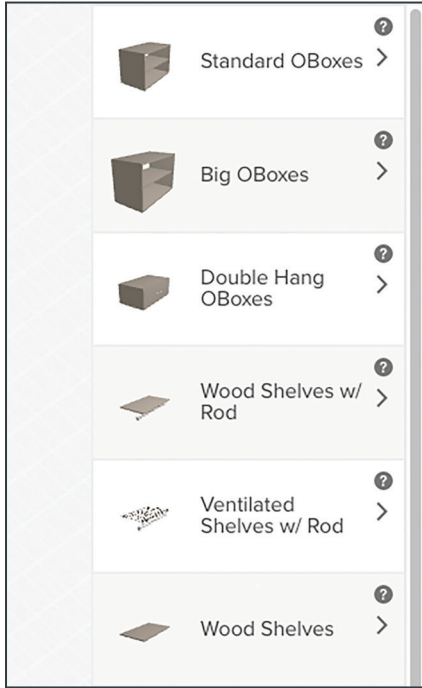 ?
Standard OBoxes
?
Big OBoxes
?
Double Hang
OBoxes
?
Wood Shelves w/
Rod
?
Ventilated
Shelves w/ Rod
?
Wood Shelves